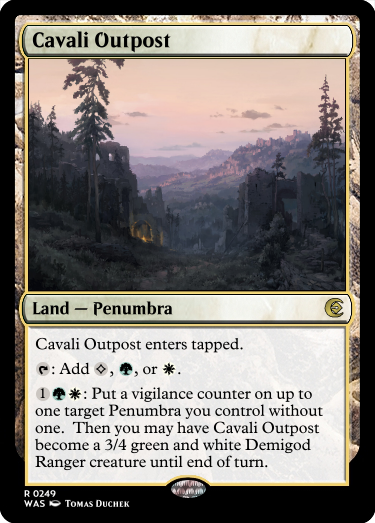 Cavali Outpost
Land — Penumbra
Cavali Outpost enters tapped.
: Add , , or .
1: Put a vigilance counter on up to
one target Penumbra you control without
one. Then you may have Cavali Outpost
become a 3/4 green and white Demigod
Ranger creature until end of turn.
R 0249
WAS Tomas Duchek